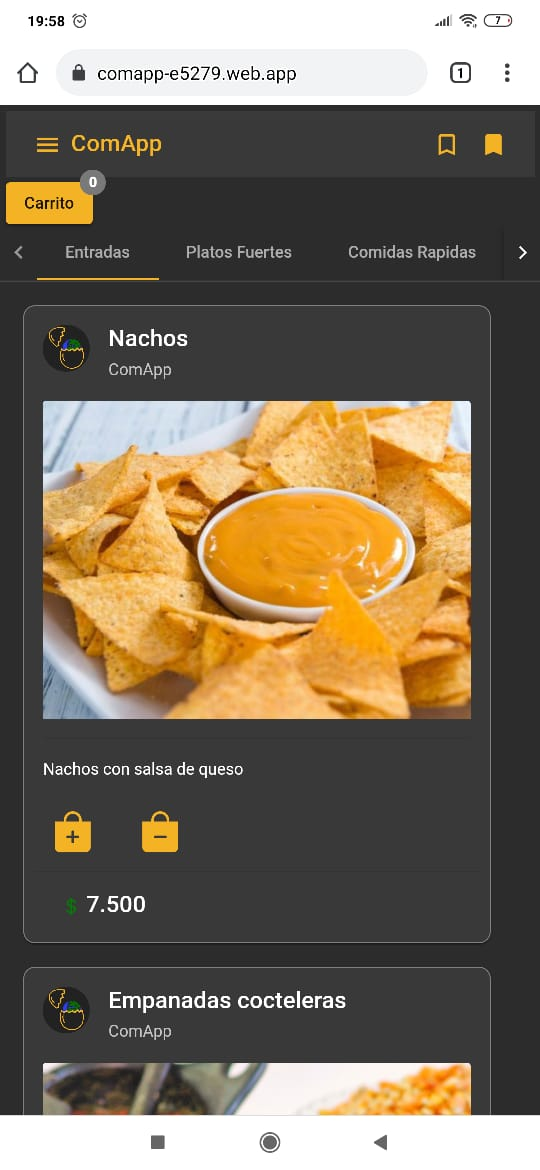 19:58
7
comapp-e5279.web.app
1
ComApp
Carrito
0
Entradas
Platos Fuertes
Comidas Rapidas
Nachos
ComApp
Nachos con salsa de queso
$ 7.500
Empanadas cocteleras
ComApp